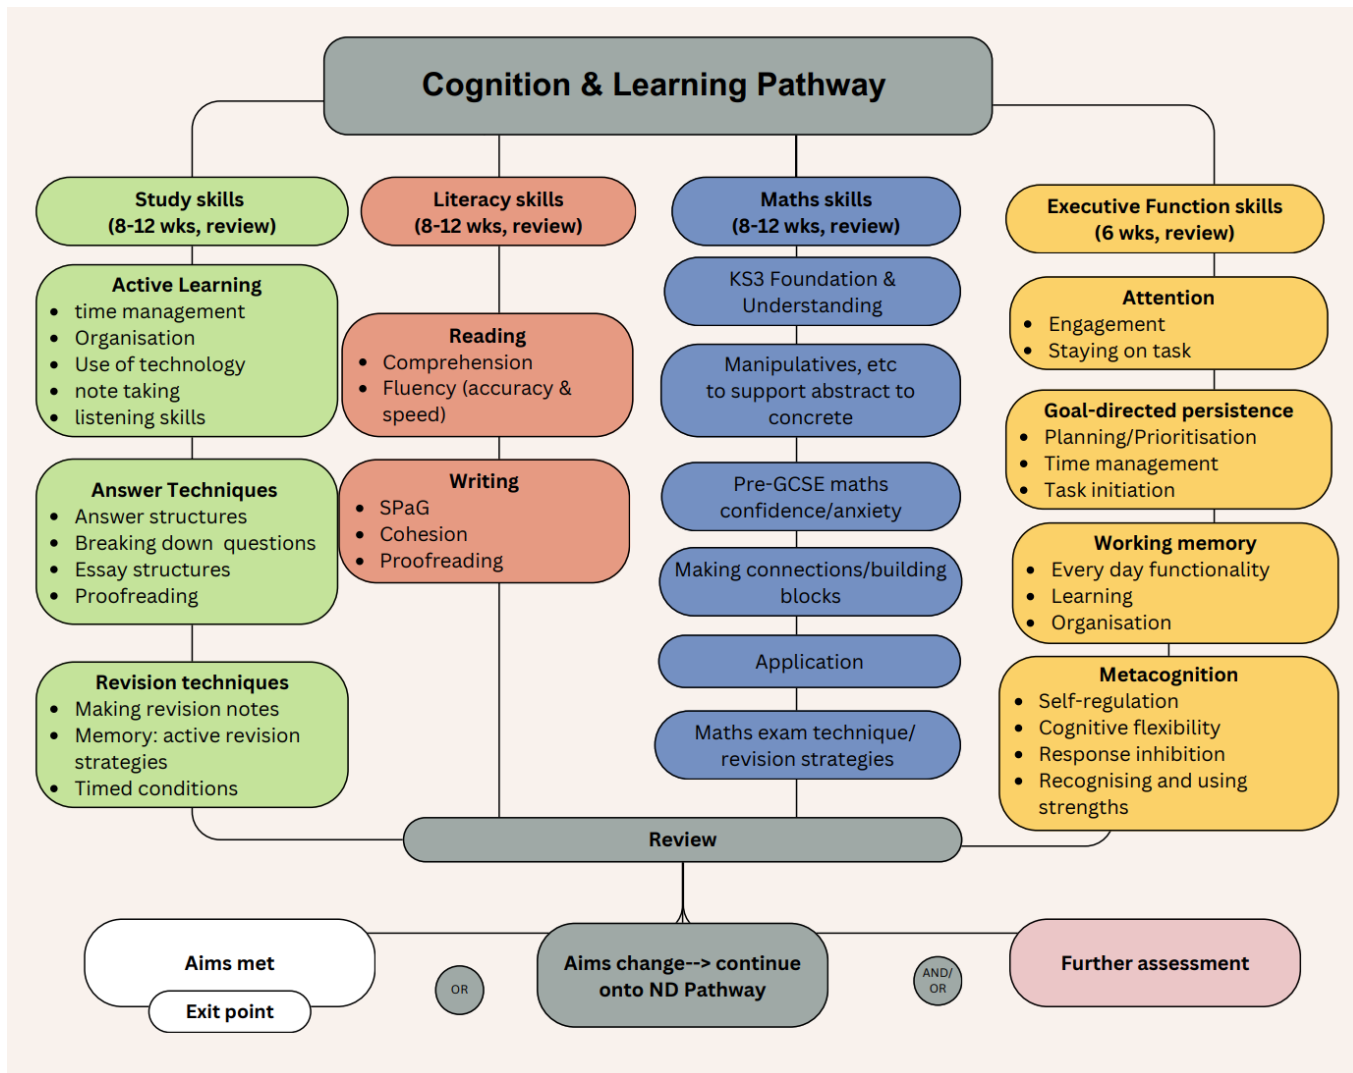 Cognition & Learning Pathway
Study skills
(8-12 wks, review)
Active Learning
• time management
• Organisation
• Use of technology
• note taking
• listening skills
Answer Techniques
• Answer structures
• Breaking down questions
• Essay structures
• Proofreading
Revision techniques
• Making revision notes
• Memory: active revision
strategies
• Timed conditions
Literacy skills
(8-12 wks, review)
Reading
• Comprehension
• Fluency (accuracy &
speed)
Writing
• SPaG
• Cohesion
• Proofreading
Maths skills
(8-12 wks, review)
KS3 Foundation &
Understanding
Manipulatives, etc
to support abstract to
concrete
Pre-GCSE maths
confidence/anxiety
Making connections/building
blocks
Application
Maths exam technique/
revision strategies
Executive Function skills
(6 wks, review)
Attention
• Engagement
• Staying on task
Goal-directed persistence
• Planning/Prioritisation
• Time management
• Task initiation
Working memory
• Every day functionality
• Learning
• Organisation
Metacognition
• Self-regulation
• Cognitive flexibility
• Response inhibition
• Recognising and using
strengths
Review
Aims met
Exit point
OR
Aims change--> continue
onto ND Pathway
AND/
OR
Further assessment